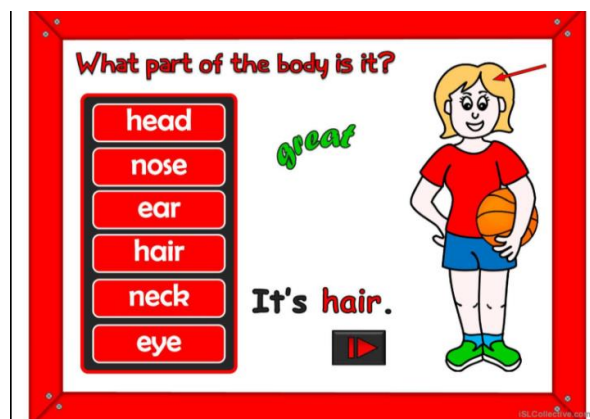 What part of the body is it?
head
nose
ear
hair
neck
eye
great
It's hair.
iSLCollective.com